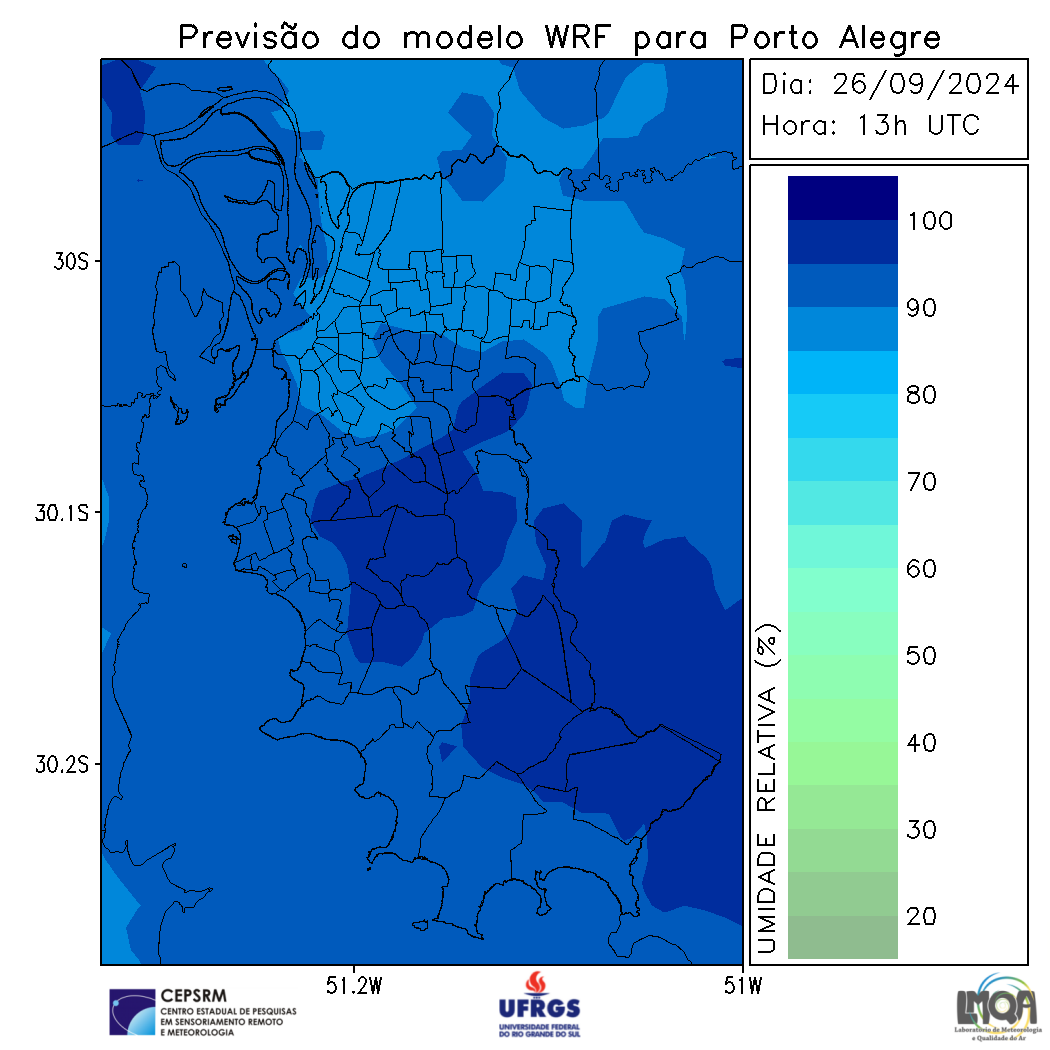 Previsão do modelo WRF para Porto Alegre
Dia: 26/09/2024
Hora: 13h UTC
30S
30.1S
30.2S
51.2W
51W
UMIDADE RELATIVA (%)
100
90
80
70
60
50
40
30
20
CEPSRM
CENTRO ESTADUAL DE PESQUISAS
EM SENSORIAMENTO REMOTO
E METEOROLOGIA
UFRGS
UNIVERSIDADE FEDERAL
DO RIO GRANDE DO SUL
LMQA
Laboratório de Meteorologia
e Qualidade do Ar